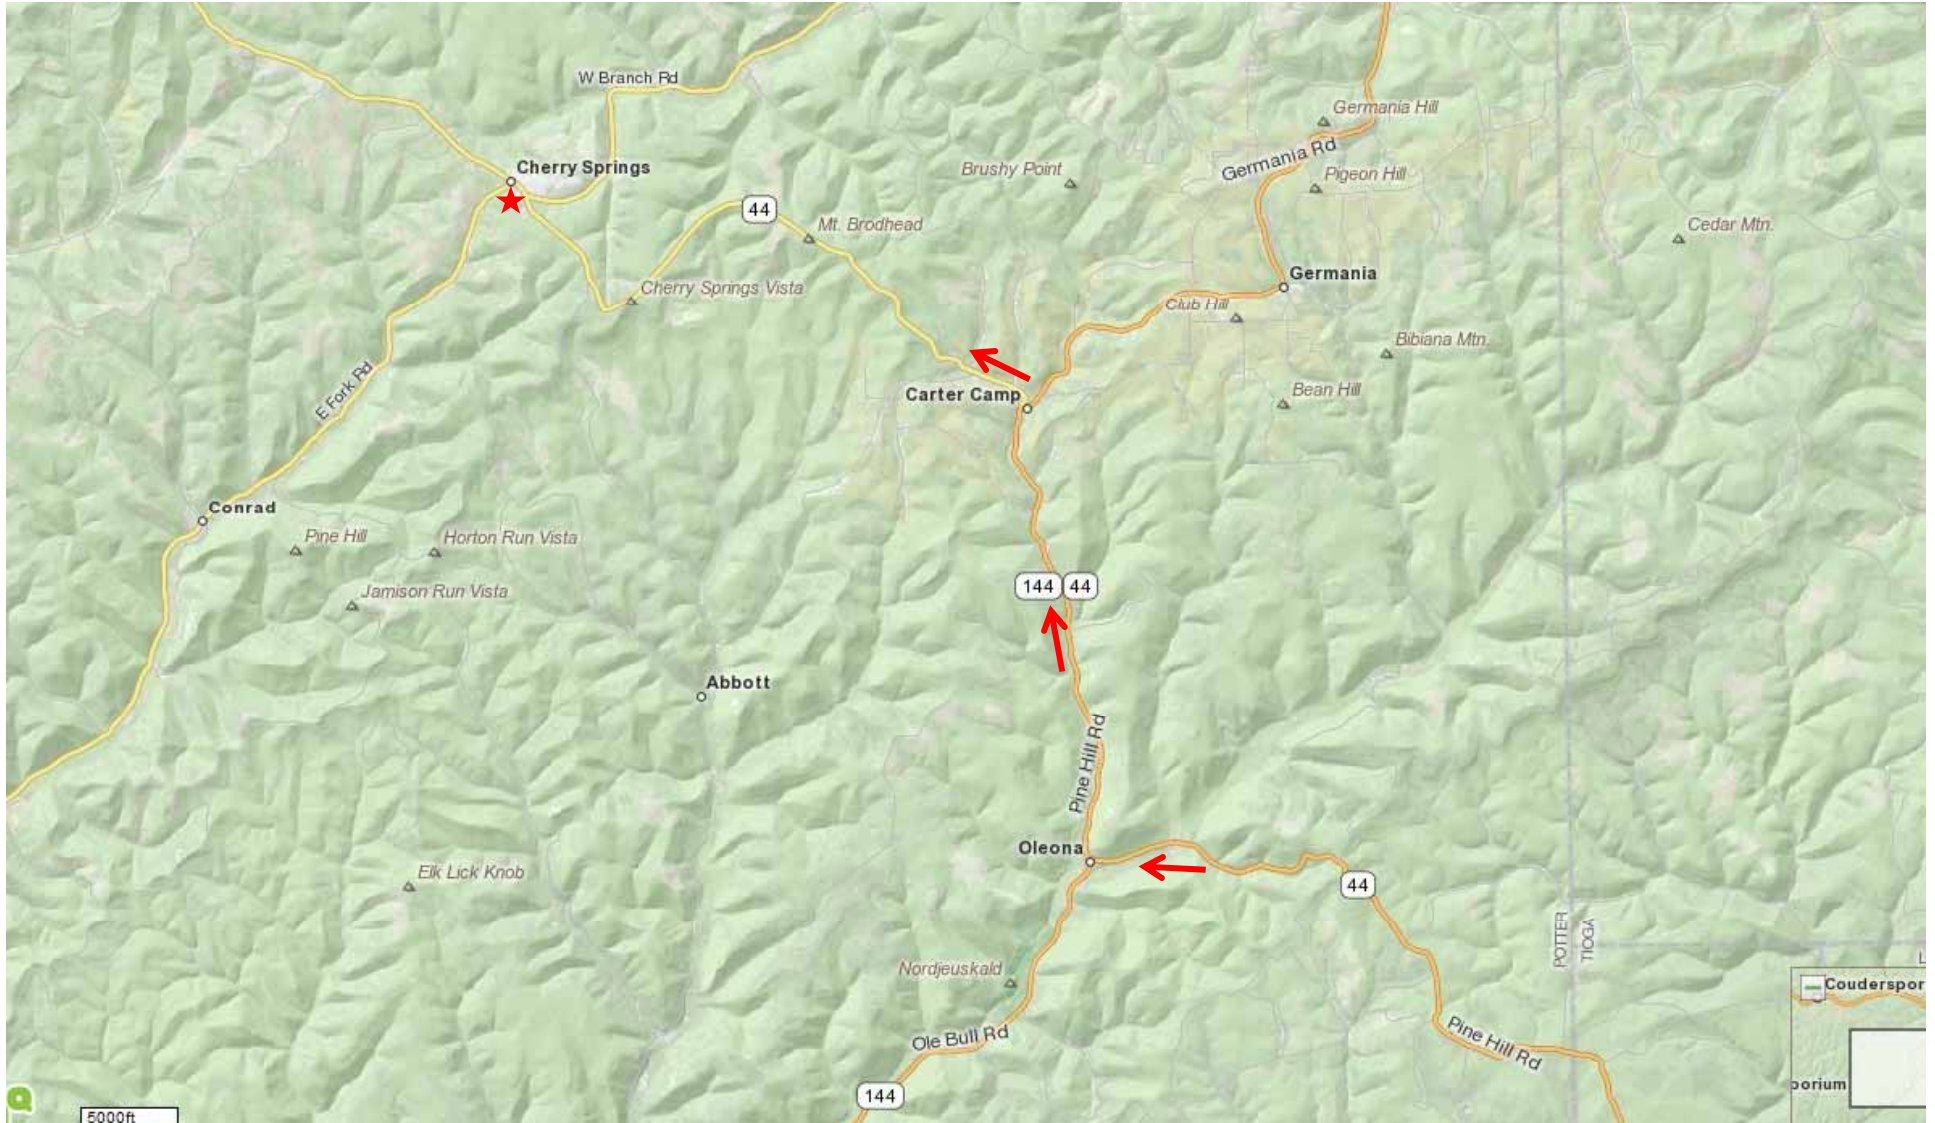 W Branch Rd
Germania Hill
Germania Rd
Cherry Springs
Brushy Point
Pigeon Hill
44
Mt. Brodhead
Cedar Mtn.
Germania
Cherry Springs Vista
Club Hill
Bibiana Mtn.
E Fork Rd
Carter Camp
Bean Hill
Conrad
Pine Hill
Horton Run Vista
144
44
Jamison Run Vista
Abbott
Pine Hill Rd
Oleona
Elk Lick Knob
44
POTTER
TIOGA
Nordjeuskald
L
Couderspor
Ole Bull Rd
Pine Hill Rd
porium
144
5000ft